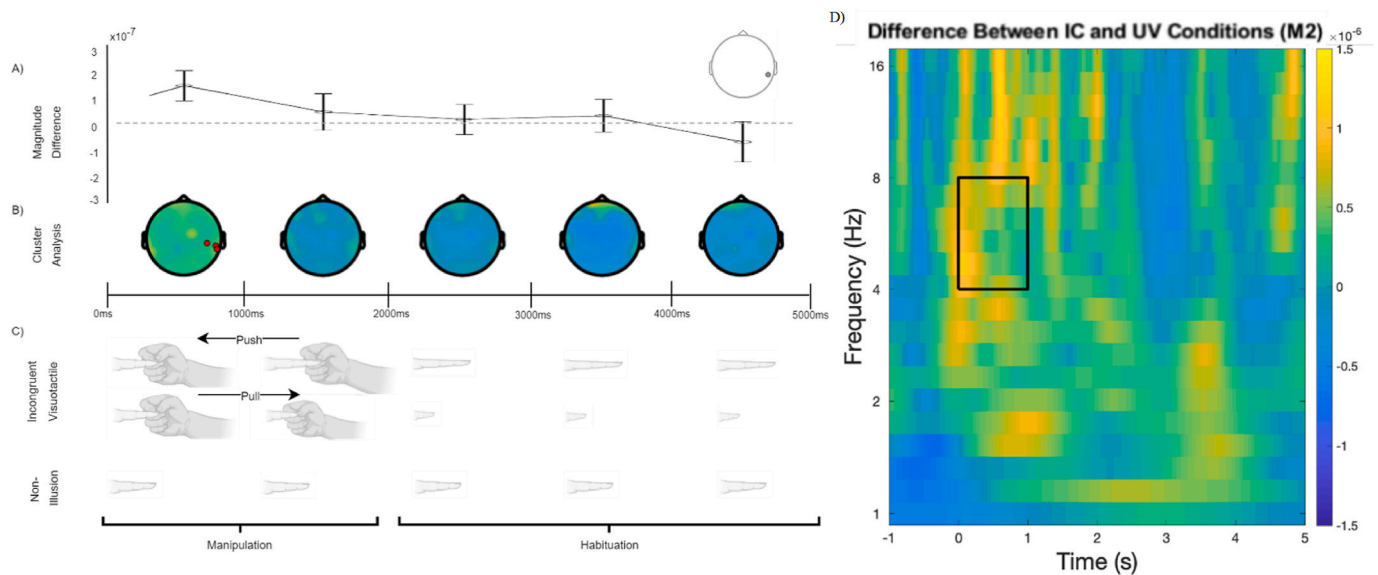 A)
x10⁻⁷
3
2
1
0
-1
-2
-3
Magnitude
Difference
B)
Cluster
Analysis
0ms
1000ms
2000ms
3000ms
4000ms
5000ms
C)
Incongruent
Visuotactile
Push
Pull
Non-
Illusion
Manipulation
Habituation
D)
Difference Between IC and UV Conditions (M2)
×10⁻⁶
16
8
4
2
1
Frequency (Hz)
-1
0
1
2
3
4
5
Time (s)
1.5
1
0.5
0
-0.5
-1
-1.5